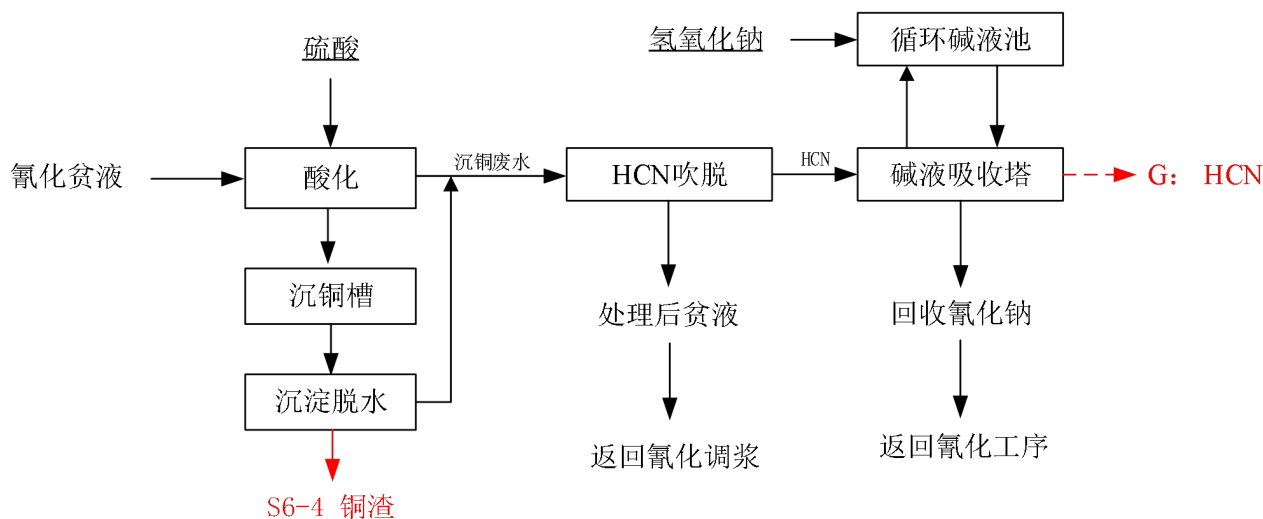 氢氧化钠
循环碱液池
硫酸
氰化贫液
酸化
沉铜废水
HCN吹脱
HCN
碱液吸收塔
G: HCN
沉铜槽
处理后贫液
回收氰化钠
沉淀脱水
返回氰化调浆
返回氰化工序
S6-4 铜渣